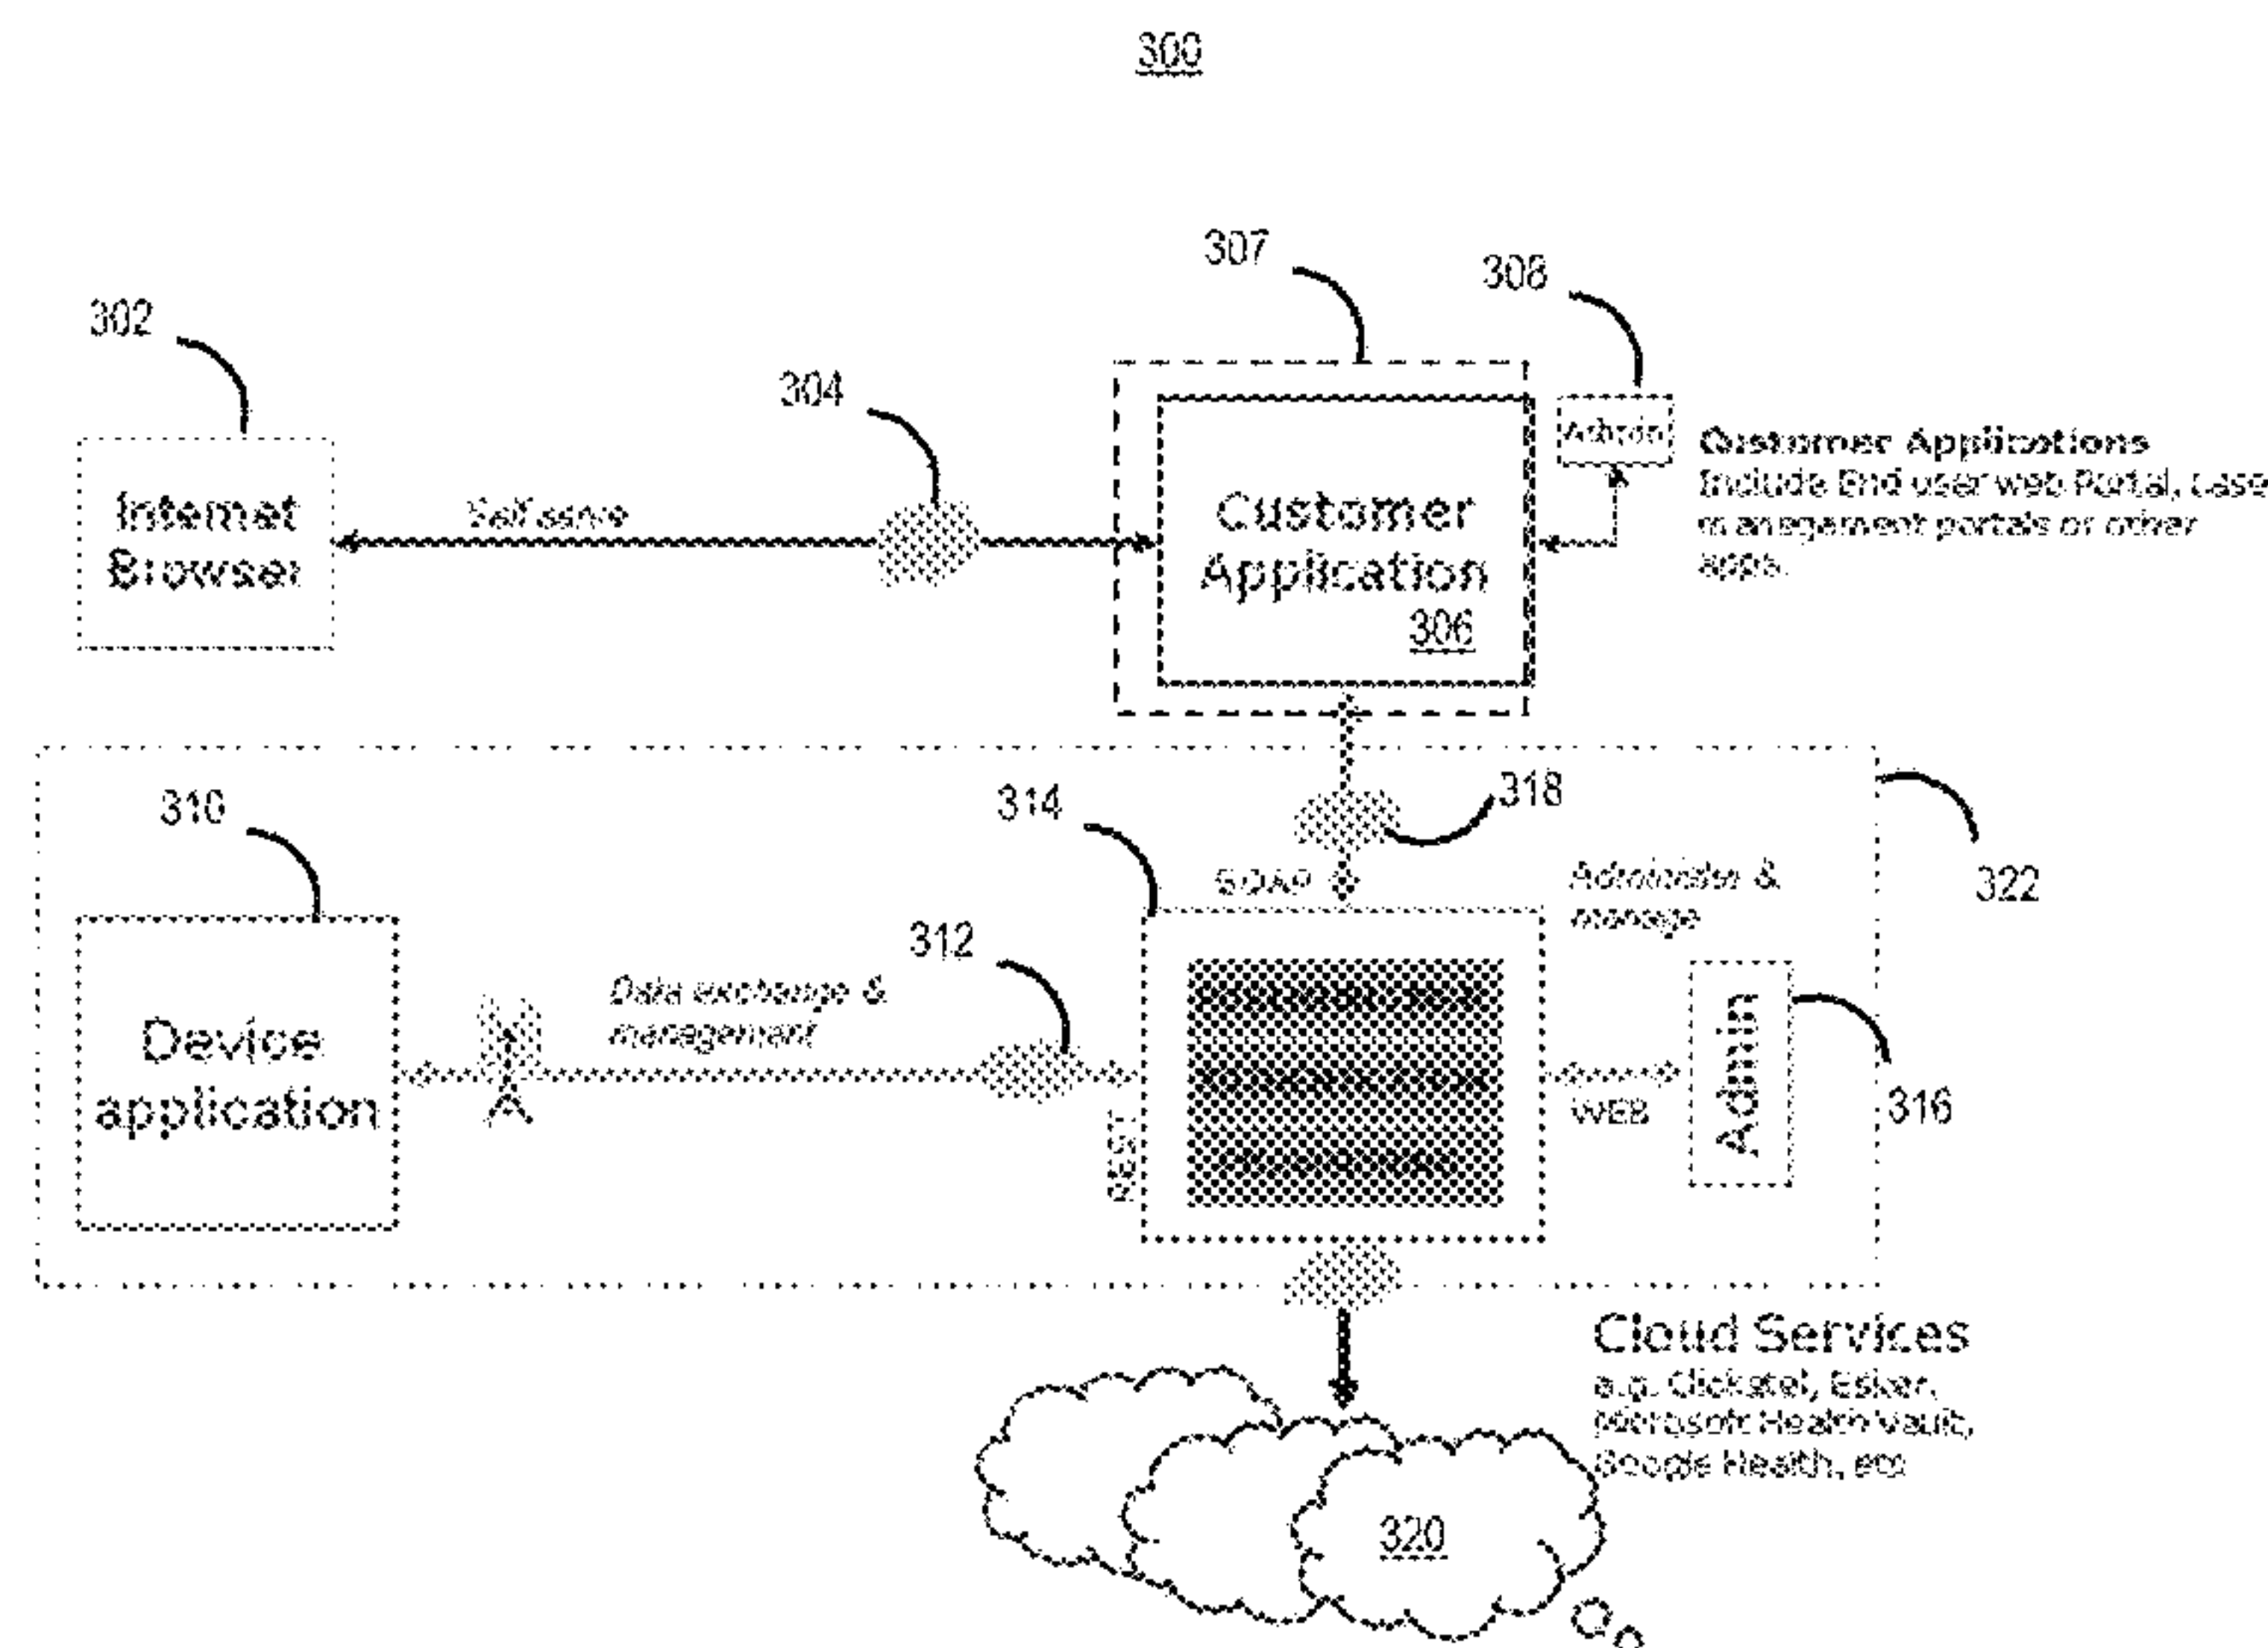 300
307
308
302
304
Admin
Customer Applications
Include End user web Portal, case
management portals or other
apps.
Internet
Browser
Self serve
Customer
Application
306
310
314
318
SOAP
Administer &
manage
322
312
Data exchange &
management
Device
application
REST
WEB
Admin
316
Cloud Services
e.g. Clickatel, Esker,
Microsoft Health Vault,
Google Health, etc
320